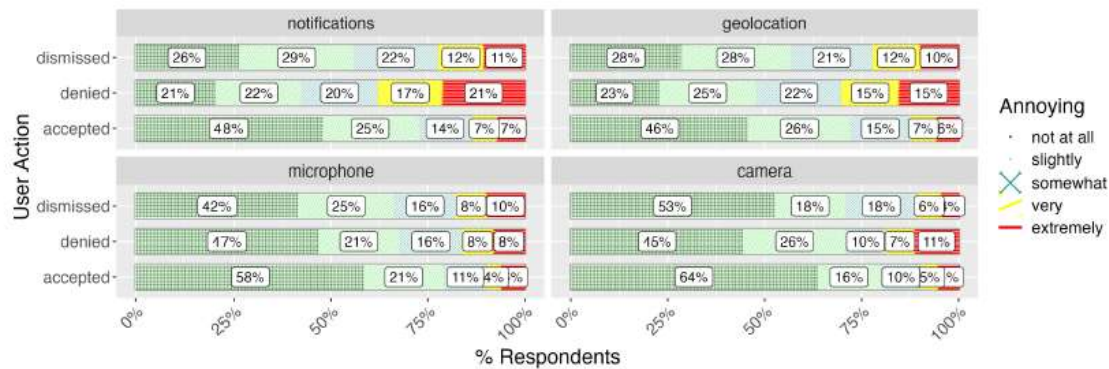 notifications
geolocation
dismissed 26% 29% 22% 12% 11% 28% 28% 21% 12% 10%
denied 21% 22% 20% 17% 21% 23% 25% 22% 15% 15%
accepted 48% 25% 14% 7% 7% 46% 26% 15% 7% 6%
microphone
camera
dismissed 42% 25% 16% 8% 10% 53% 18% 18% 6%
denied 47% 21% 16% 8% 8% 45% 26% 10% 7% 11%
accepted 58% 21% 11% 4% 64% 16% 10% 5%
0% 25% 50% 75% 100% 0% 25% 50% 75% 100%
% Respondents
User Action
Annoying
not at all
slightly
somewhat
very
extremely